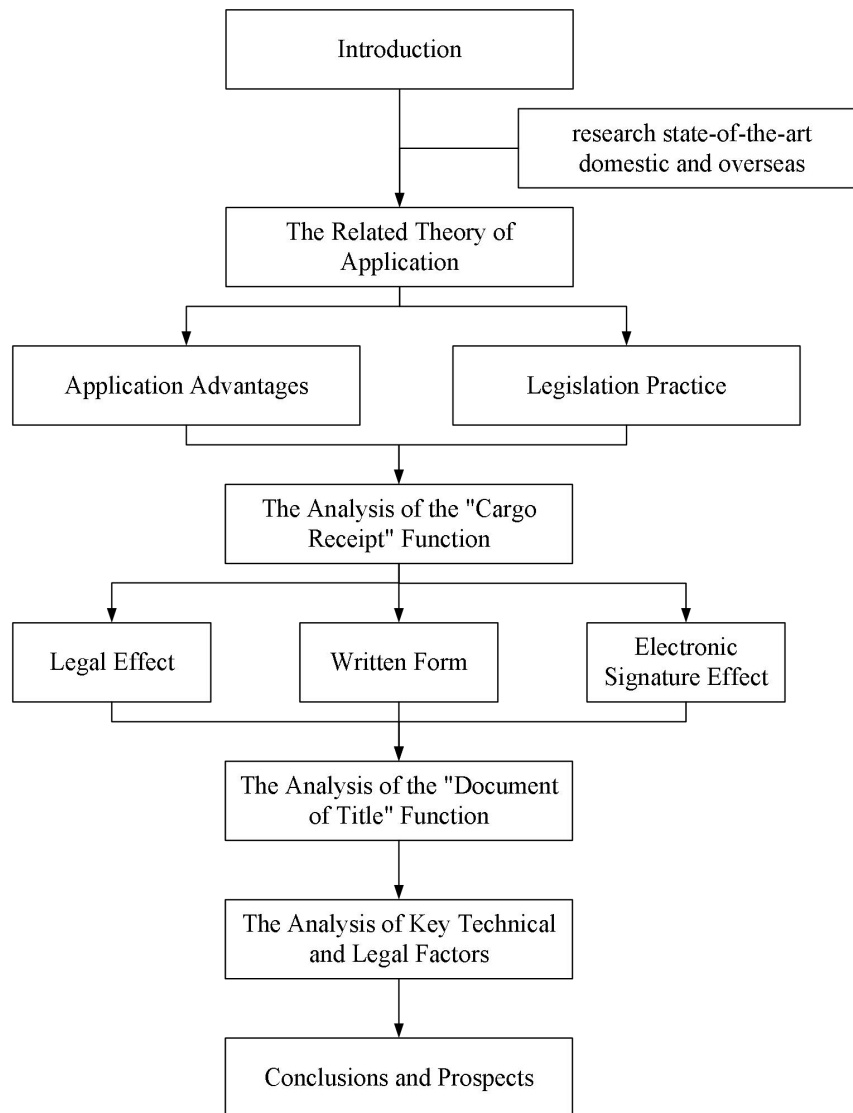 Introduction
research state-of-the-art
domestic and overseas
The Related Theory of
Application
Application Advantages
Legislation Practice
The Analysis of the "Cargo
Receipt" Function
Legal Effect
Written Form
Electronic
Signature Effect
The Analysis of the "Document
of Title" Function
The Analysis of Key Technical
and Legal Factors
Conclusions and Prospects